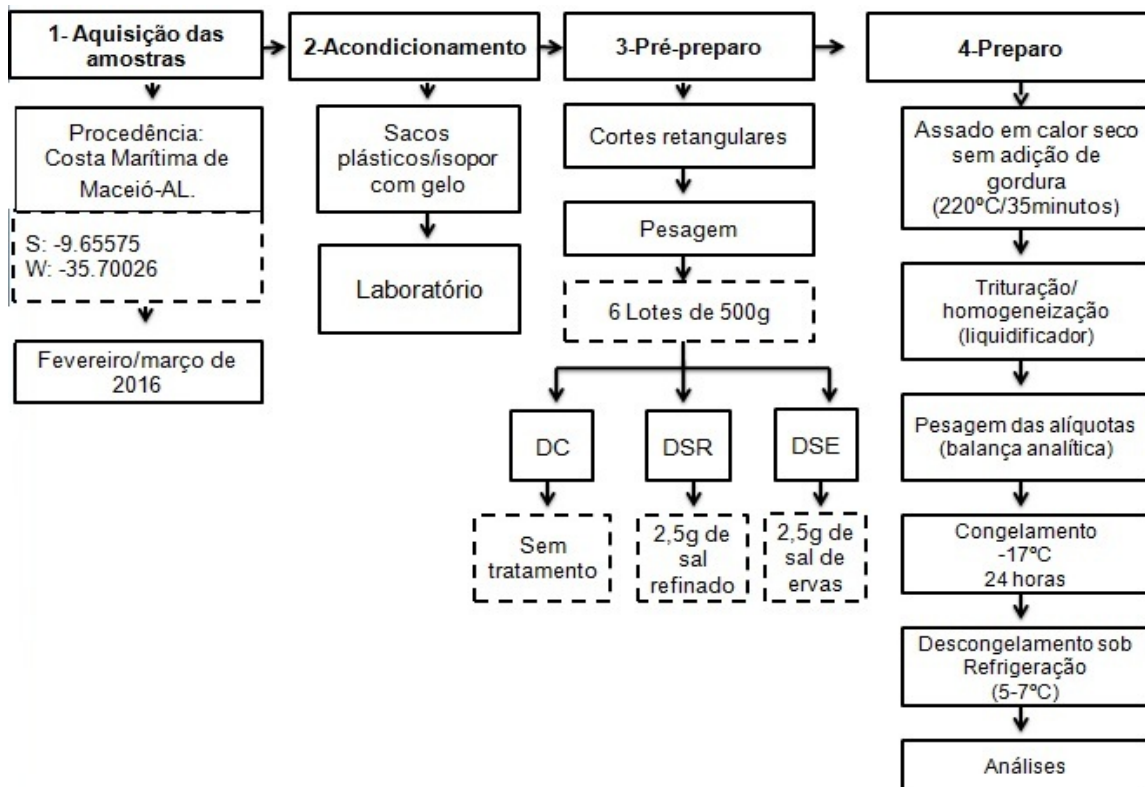 1- Aquisição das
amostras
Procedência:
Costa Marítima de
Maceió-AL.
S: -9.65575
W: -35.70026
Fevereiro/março de
2016
2-Acondicionamento
Sacos
plásticos/isopor
com gelo
Laboratório
3-Pré-preparo
Cortes retangulares
Pesagem
6 Lotes de 500g
DC
Sem
tratamento
DSR
2,5g de
sal
refinado
DSE
2,5g de
sal de
ervas
4-Preparo
Assado em calor seco
sem adição de
gordura
(220ºC/35minutos)
Trituração/
homogeneização
(liquidificador)
Pesagem das alíquotas
(balança analítica)
Congelamento
-17ºC
24 horas
Descongelamento sob
Refrigeração
(5-7ºC)
Análises